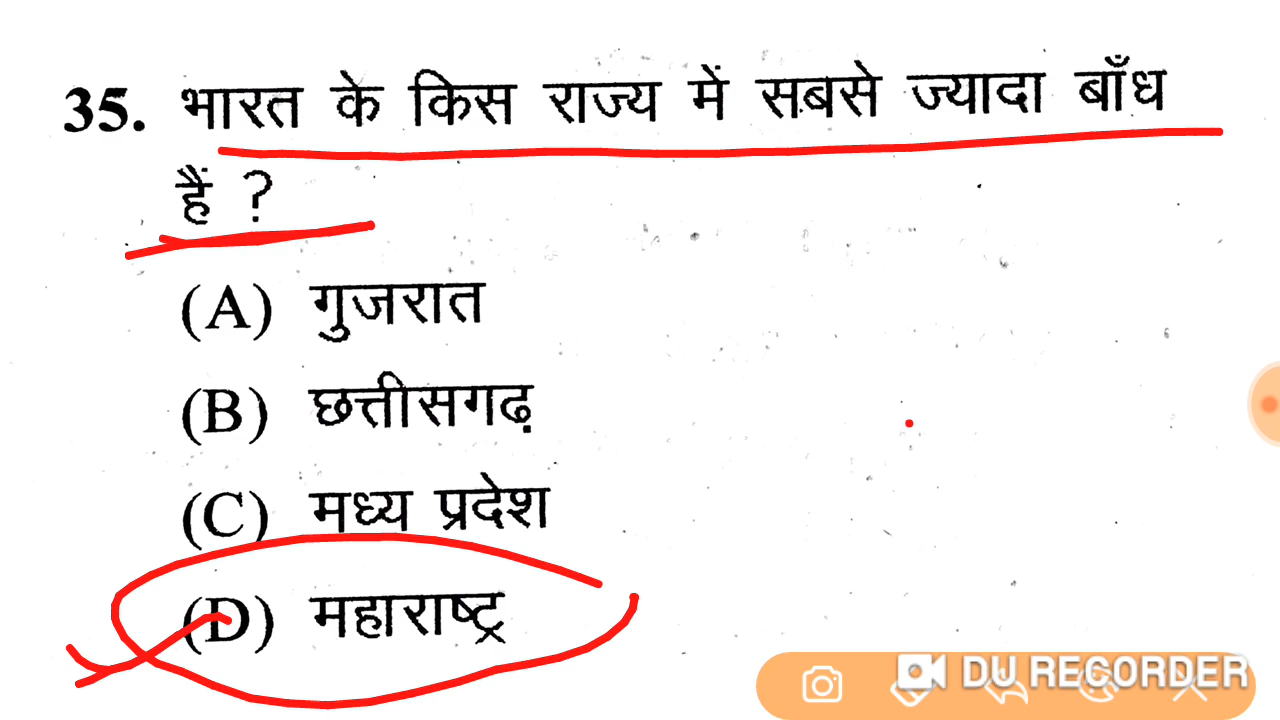 35. भारत के किस राज्य में सबसे ज्यादा बाँध
हैं ?
(A) गुजरात
(B) छत्तीसगढ़
(C) मध्य प्रदेश
(D) महाराष्ट्र
DU RECORDER